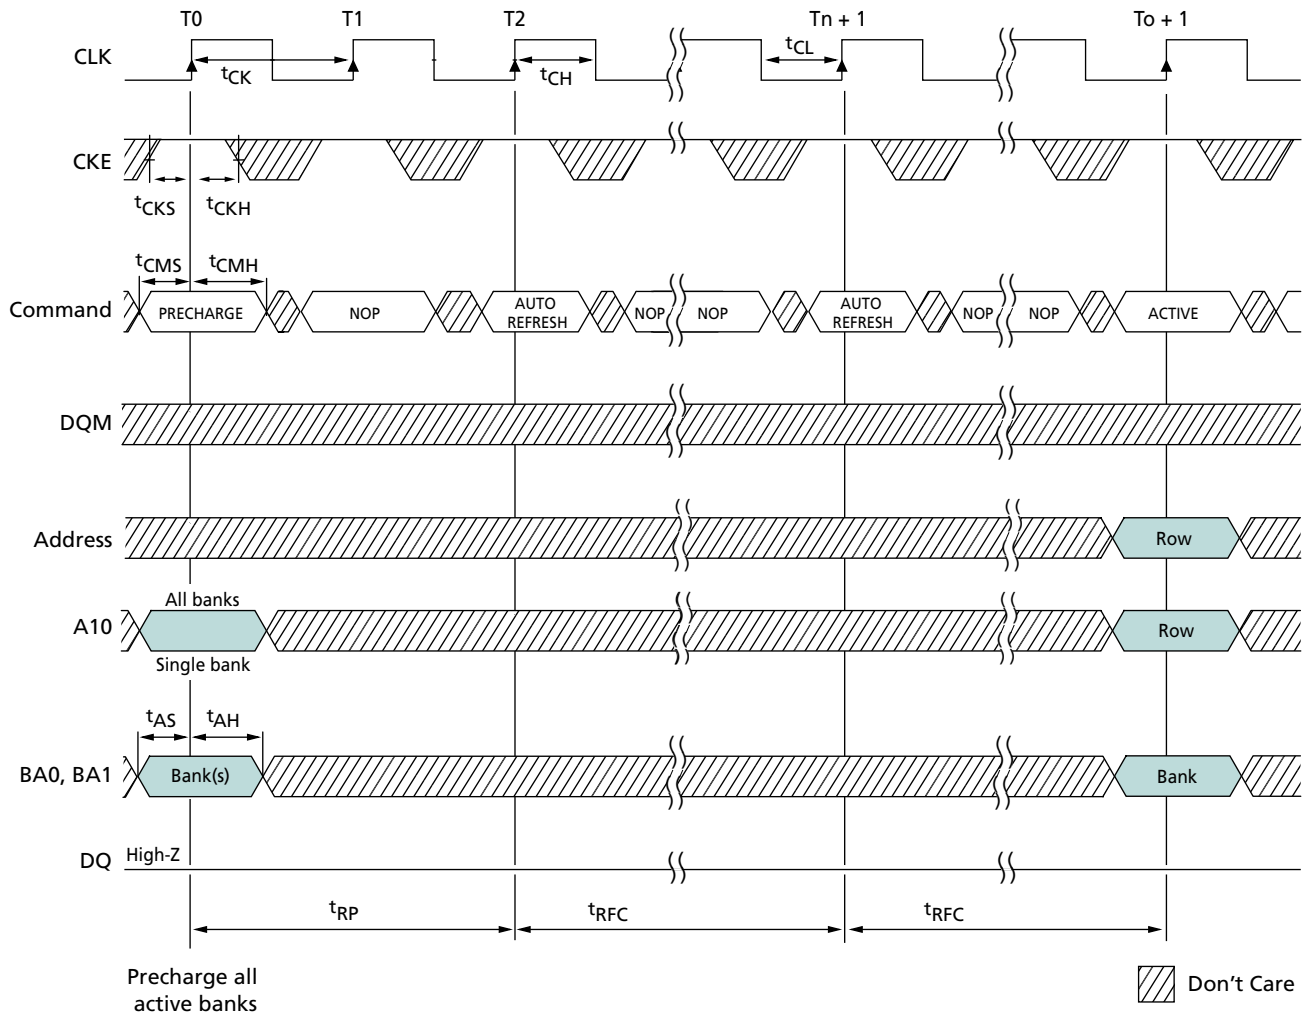 T0 T1 T2 Tn + 1 To + 1
CLK
tCK tCH tCL
CKE
tCKS tCKH
tCMS tCMH
Command PRECHARGE NOP AUTO REFRESH NOP NOP AUTO REFRESH NOP NOP ACTIVE
DQM
Address Row
All banks
A10 Row
Single bank
tAS tAH
BA0, BA1 Bank(s) Bank
DQ High-Z
tRP tRFC tRFC
Precharge all
active banks
Don't Care